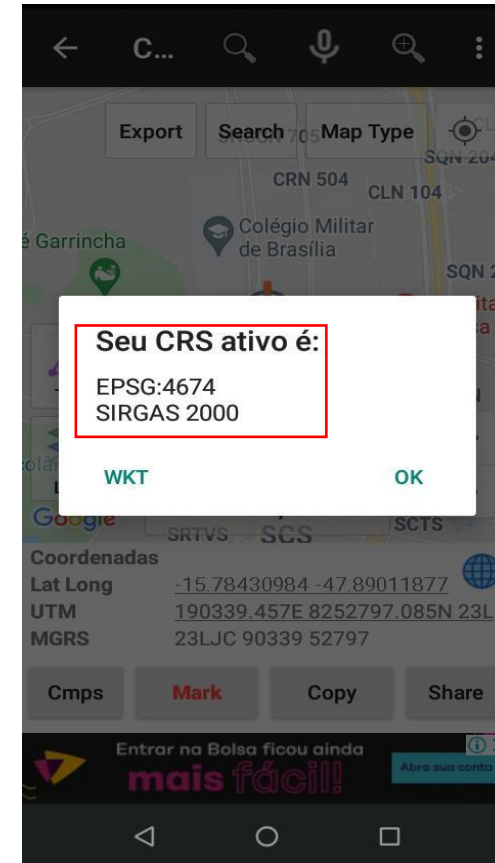 C...
Export Search Map Type
705
SQN 204
CRN 504
CLN 104
Colégio Militar
de Brasília
é Garrincha
SQN 2
Seu CRS ativo é:
EPSG:4674
SIRGAS 2000
WKT OK
Google
SRTVS SCS SCTS
Coordenadas
Lat Long -15.78430984 -47.89011877
UTM 190339.457E 8252797.085N 23L
MGRS 23LJC 90339 52797
Cmps Mark Copy Share
Entrar na Bolsa ficou ainda
mais fácil!
Abra sua conta